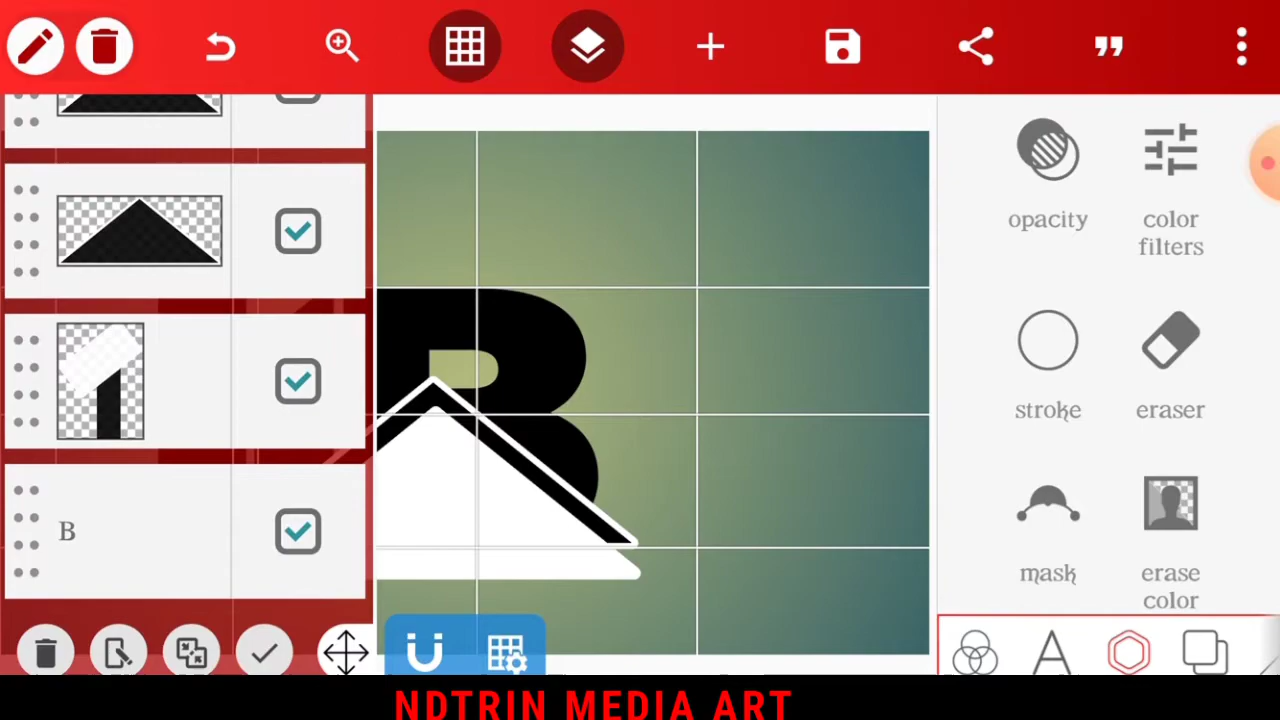 opacity
color
filters
stroke
eraser
B
B
mask
erase
color
A
NDTRIN MEDIA ART